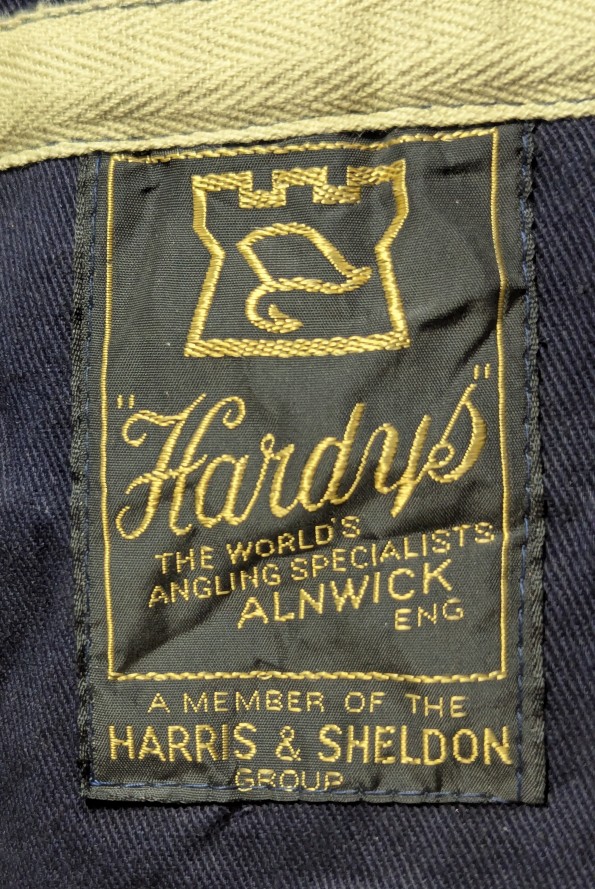 "Hardys"
THE WORLD'S
ANGLING SPECIALISTS
ALNWICK
ENG
A MEMBER OF THE
HARRIS & SHELDON
GROUP